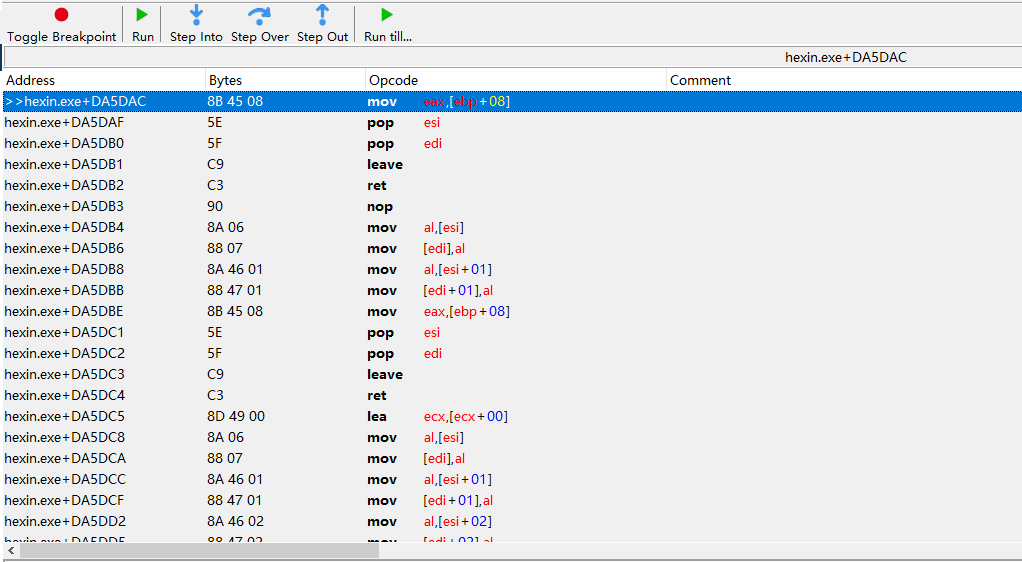 Toggle Breakpoint Run Step Into Step Over Step Out Run till...
hexin.exe+DA5DAC
Address Bytes Opcode Comment
>>hexin.exe+DA5DAC 8B 45 08 mov eax,[ebp+08]
hexin.exe+DA5DAF 5E pop esi
hexin.exe+DA5DB0 5F pop edi
hexin.exe+DA5DB1 C9 leave
hexin.exe+DA5DB2 C3 ret
hexin.exe+DA5DB3 90 nop
hexin.exe+DA5DB4 8A 06 mov al,[esi]
hexin.exe+DA5DB6 88 07 mov [edi],al
hexin.exe+DA5DB8 8A 46 01 mov al,[esi+01]
hexin.exe+DA5DBB 88 47 01 mov [edi+01],al
hexin.exe+DA5DBE 8B 45 08 mov eax,[ebp+08]
hexin.exe+DA5DC1 5E pop esi
hexin.exe+DA5DC2 5F pop edi
hexin.exe+DA5DC3 C9 leave
hexin.exe+DA5DC4 C3 ret
hexin.exe+DA5DC5 8D 49 00 lea ecx,[ecx+00]
hexin.exe+DA5DC8 8A 06 mov al,[esi]
hexin.exe+DA5DCA 88 07 mov [edi],al
hexin.exe+DA5DCC 8A 46 01 mov al,[esi+01]
hexin.exe+DA5DCF 88 47 01 mov [edi+01],al
hexin.exe+DA5DD2 8A 46 02 mov al,[esi+02]
88 47 02 mov [edi+02],al